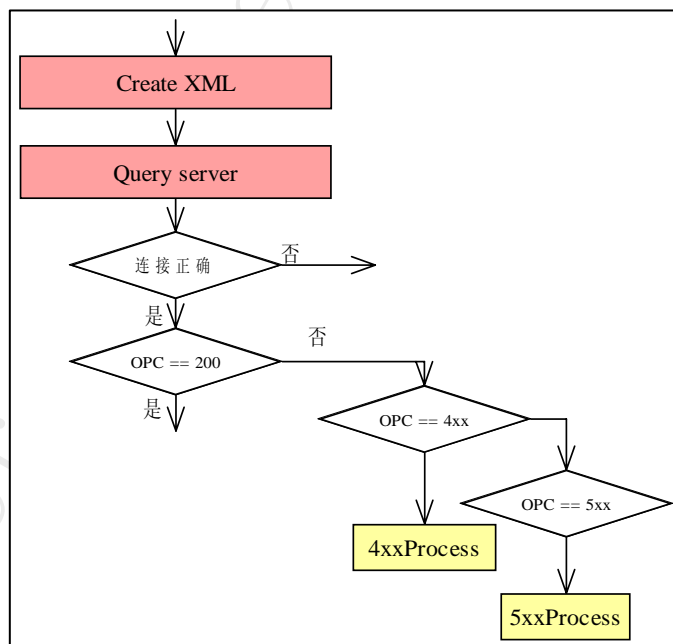 Create XML
Query server
连接正确
否
是
OPC == 200
否
是
OPC == 4xx
OPC == 5xx
4xxProcess
5xxProcess